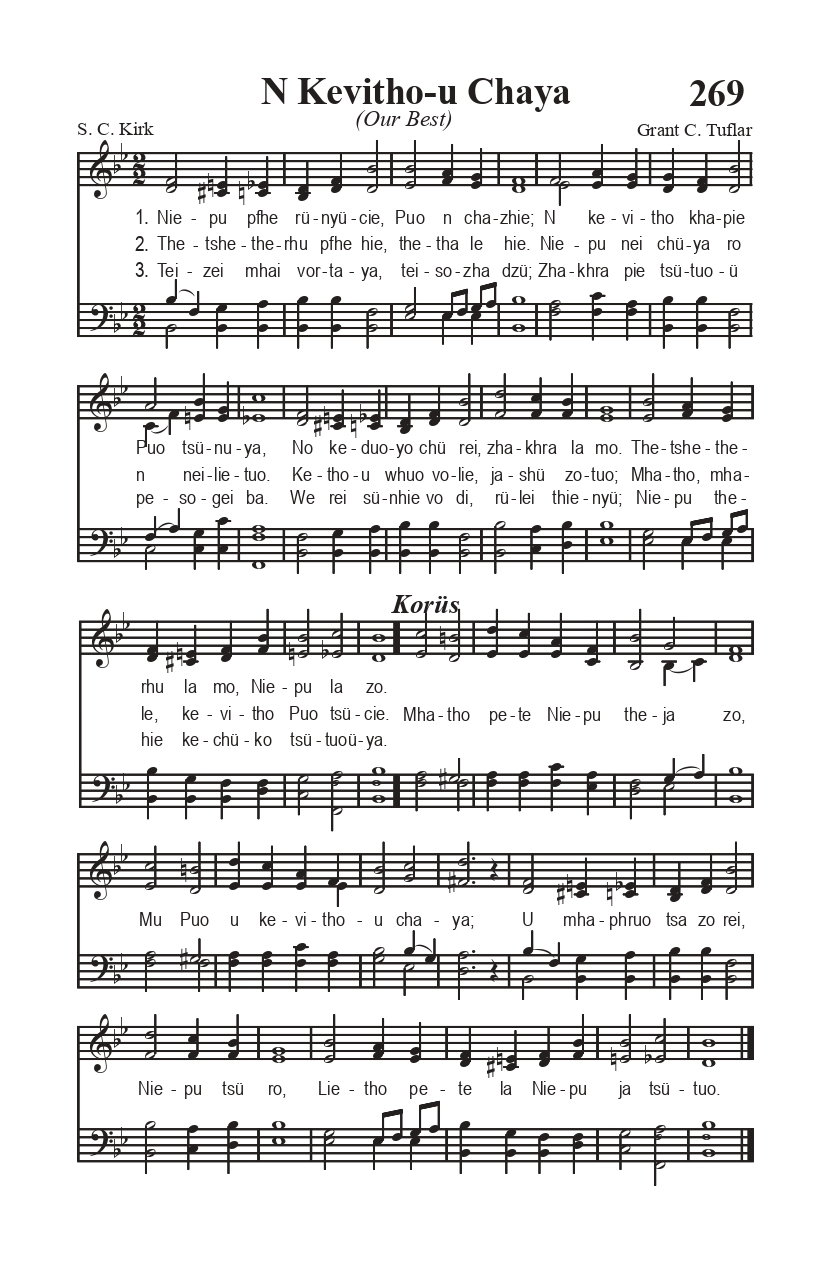 N Kevitho-u Chaya 269
(Our Best)
S. C. Kirk Grant C. Tuflar
1. Nie - pu pfhe rü-nyü-cie, Puo n cha-zhie; N ke - vi - tho kha-pie
2. The-tshe-the-rhu pfhe hie, the-tha le hie. Nie - pu nei chü-ya ro
3. Tei - zei mhai vor-ta-ya, tei-so-zha dzü; Zha-khra pie tsü-tuo-ü
Puo tsü-nu-ya, No ke-duo-yo chü rei, zha-khra la mo. The-tshe-the-
n nei-lie-tuo. Ke-tho-u whuo vo-lie, ja-shü zo-tuo; Mha-tho, mha-
pe-so-gei ba. We rei sü-nhie vo di, rü-lei thie-nyü; Nie-pu the-
Korüs
rhu la mo, Nie-pu la zo.
le, ke-vi-tho Puo tsü-cie. Mha-tho pe-te Nie-pu the-ja zo,
hie ke-chü-ko tsü-tuoü-ya.
Mu Puo u ke-vi-tho-u cha-ya; U mha-phruo tsa zo rei,
Nie-pu tsü ro, Lie-tho pe-te la Nie-pu ja tsü-tuo.